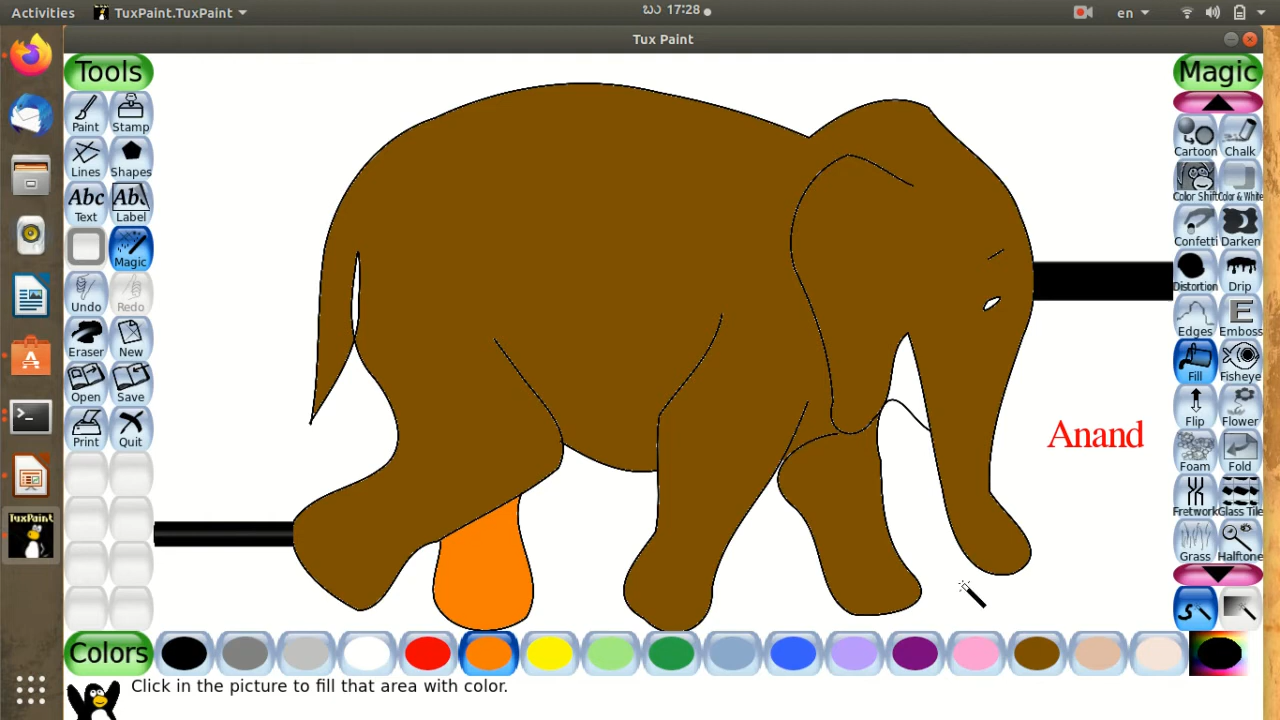 Activities
TuxPaint.TuxPaint
ည 17:28
en
Tux Paint
Tools
Magic
Paint
Stamp
Cartoon
Chalk
Lines
Shapes
Color Shift
Color & White
Text
Label
Confetti
Darken
Magic
Distortion
Drip
Undo
Redo
Edges
Emboss
Eraser
New
Fill
Fisheye
Open
Save
Flip
Flower
Print
Quit
Anand
Foam
Fold
Fretwork
Glass Tile
Grass
Halftone
Colors
Click in the picture to fill that area with color.